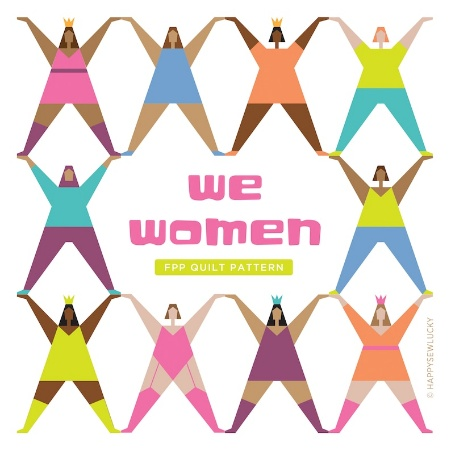 we
women
FPP QUILT PATTERN
© HAPPYSEWLUCKY